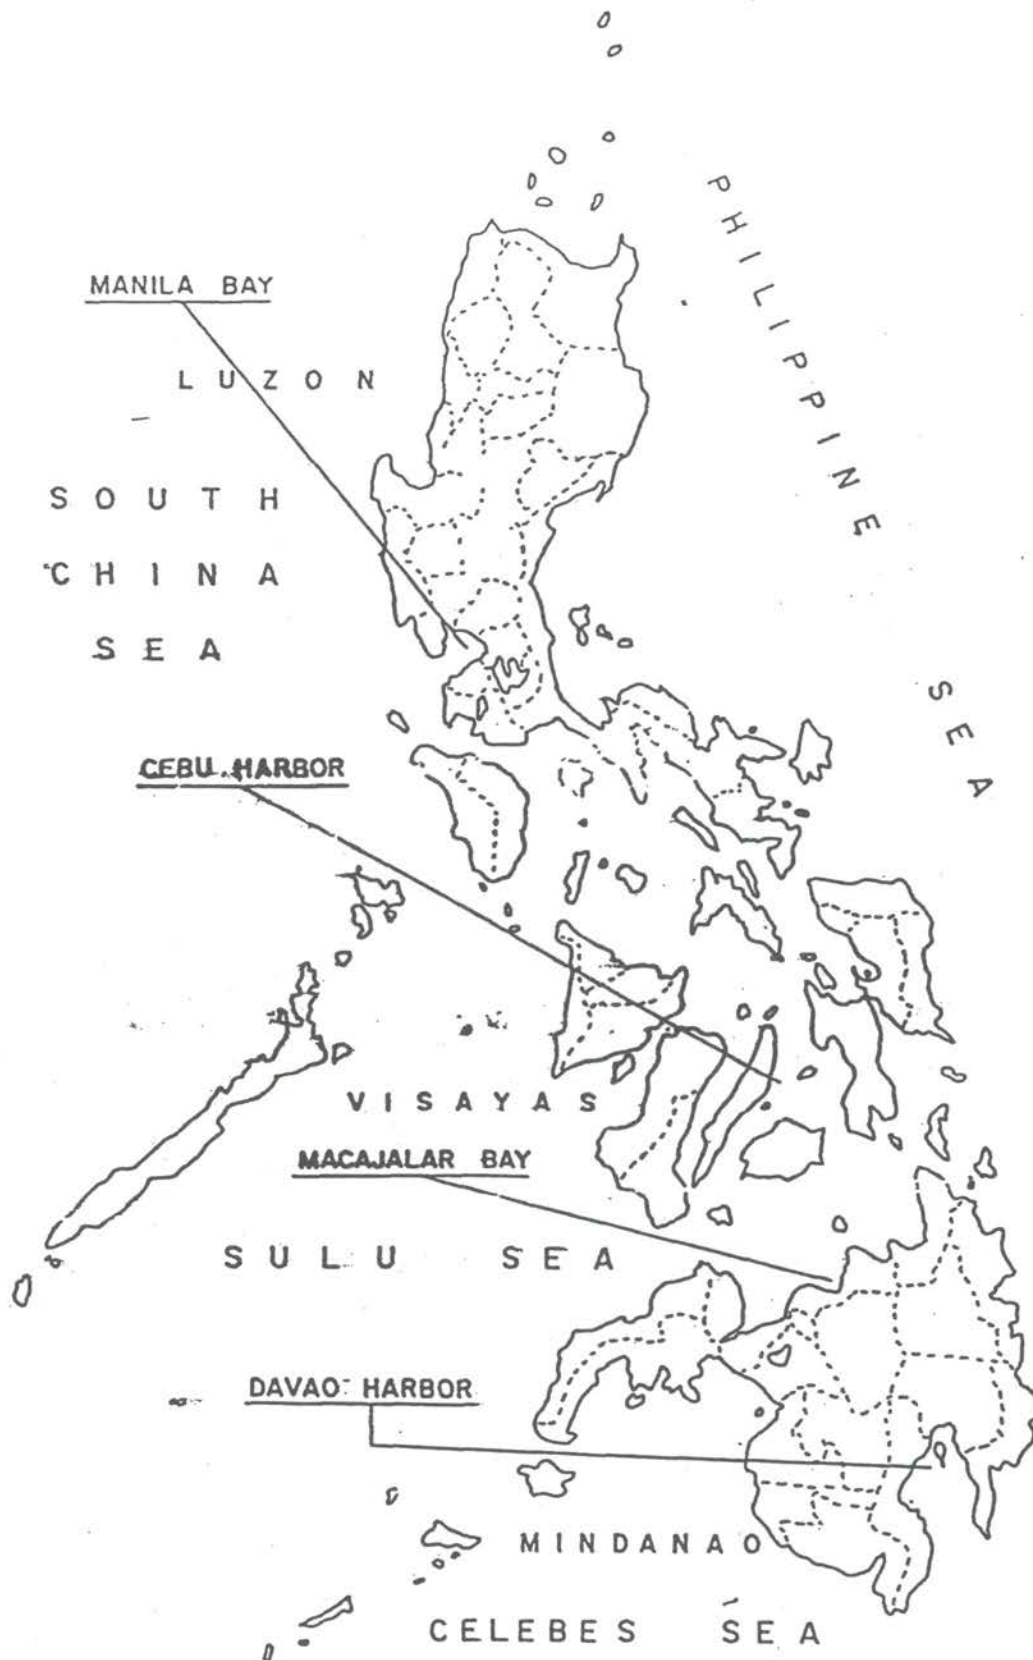 MANILA BAY
LUZON
PHILIPPINE SEA
SOUTH
CHINA
SEA
CEBU HARBOR
VISAYAS
MACAJALAR BAY
SULU SEA
DAVAO HARBOR
MINDANAO
CELEBES SEA